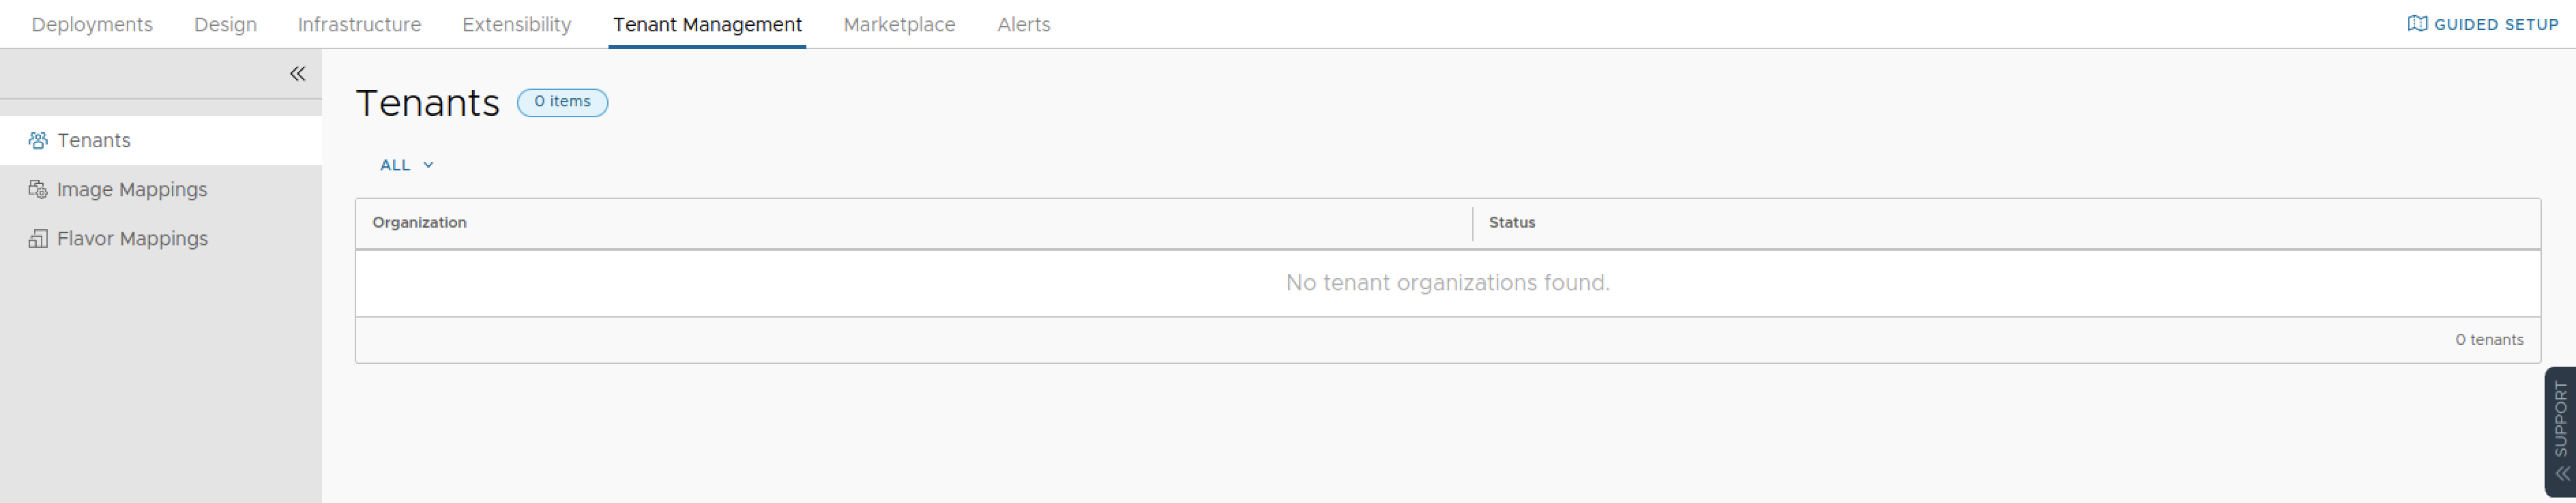 Deployments Design Infrastructure Extensibility Tenant Management Marketplace Alerts GUIDED SETUP
Tenants
Image Mappings
Flavor Mappings
Tenants 0 items
ALL
Organization Status
No tenant organizations found.
0 tenants
SUPPORT